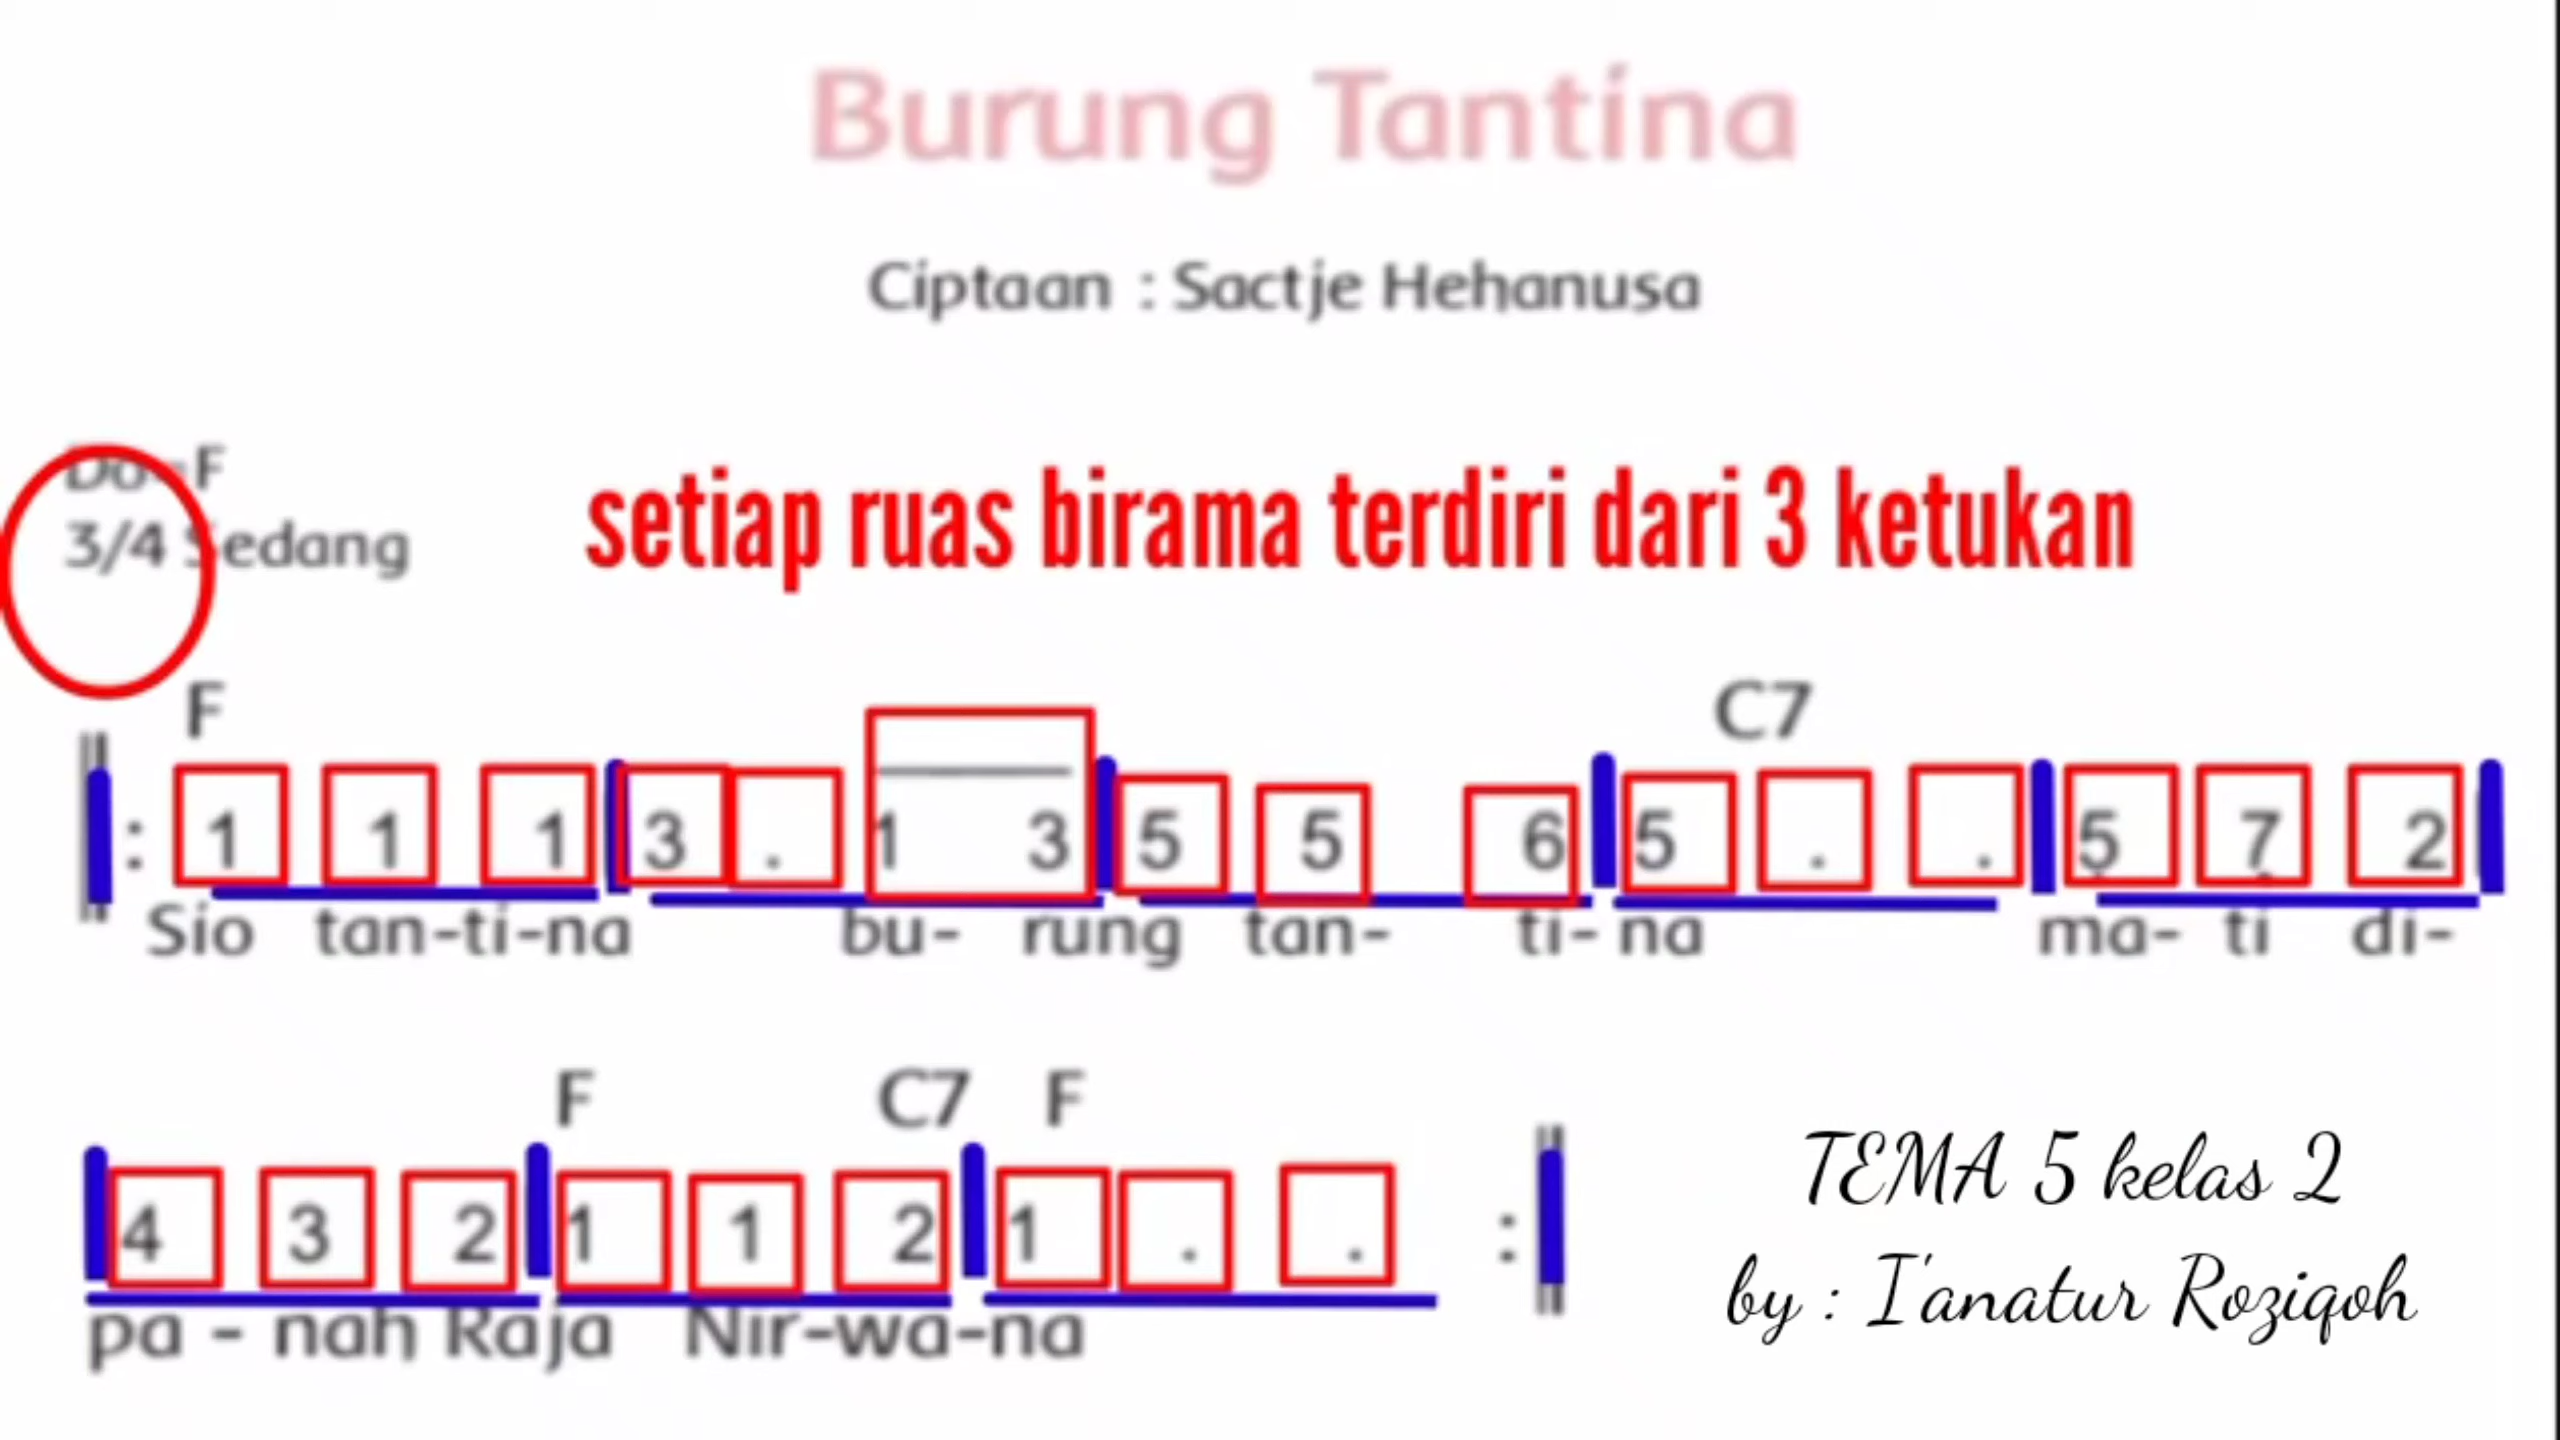 Burung Tantina
Ciptaan : Sactje Hehanusa
Do=F
3/4 Sedang
setiap ruas birama terdiri dari 3 ketukan
F C7
: 1 1 1 3 . 1 3 5 5 6 5 . . 5̣ 7̣ 2
Sio tan-ti-na bu- rung tan- ti- na ma- ti di-
F C7 F
4 3 2 1 1 2 1 . . :
pa - nah Raja Nir-wa-na
TEMA 5 kelas 2
by : I'anatur Roziqoh